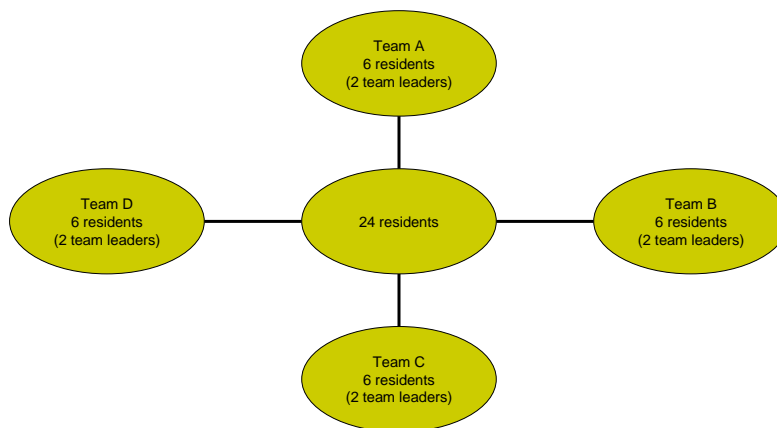 Team A
6 residents
(2 team leaders)
Team D
6 residents
(2 team leaders)
24 residents
Team B
6 residents
(2 team leaders)
Team C
6 residents
(2 team leaders)